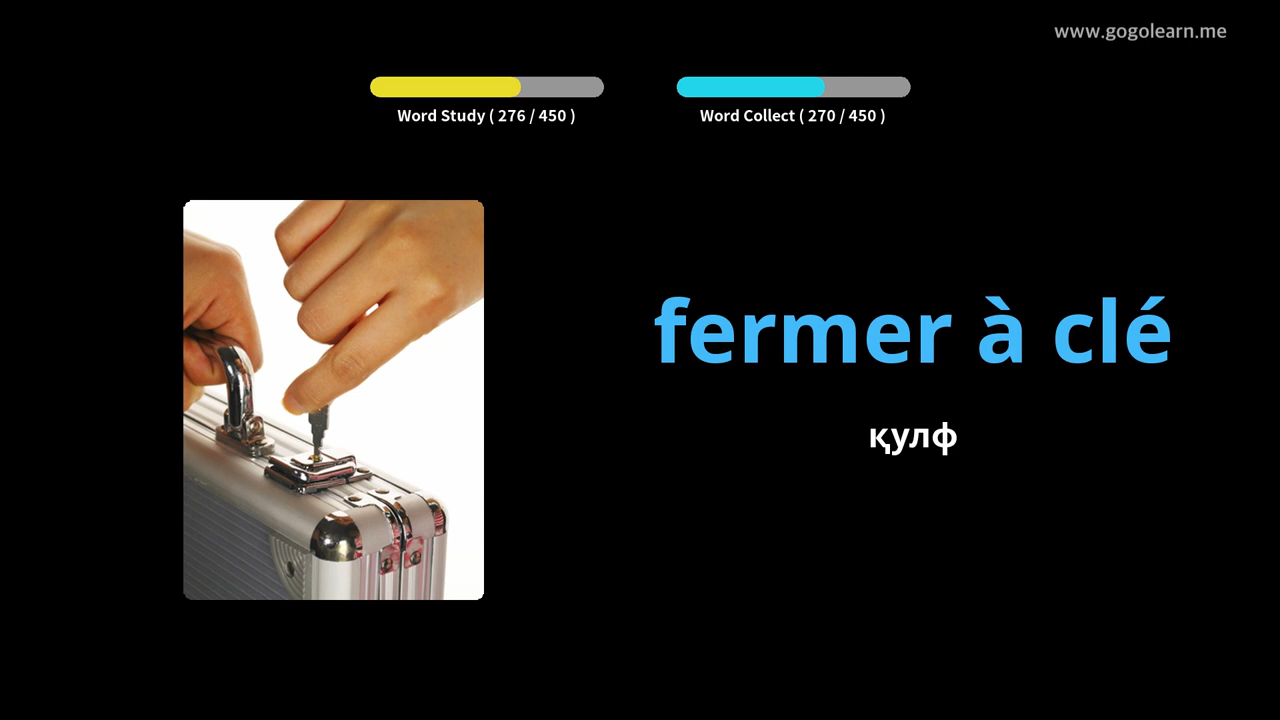 www.gogolearn.me
Word Study ( 276 / 450 )
Word Collect ( 270 / 450 )
fermer à clé
қулф